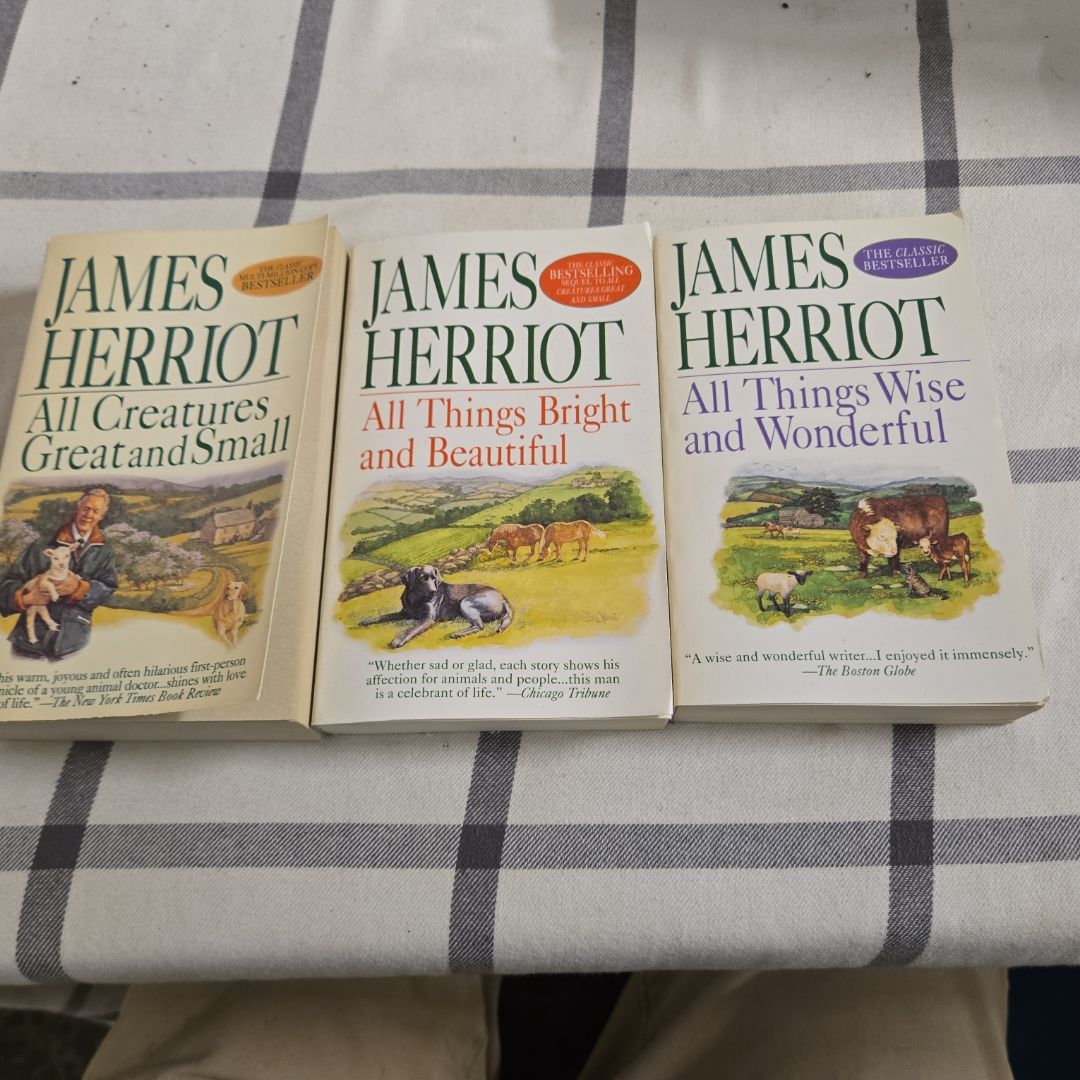 JAMES
HERRIOT
THE CLASSIC
MULTI-MILLION COPY
BESTSELLER
All Creatures
Great and Small
his warm, joyous and often hilarious first-person
nicle of a young animal doctor...shines with love
of life."—The New York Times Book Review
JAMES
HERRIOT
THE CLASSIC
BESTSELLING
SEQUEL TO ALL
CREATURES GREAT
AND SMALL
All Things Bright
and Beautiful
"Whether sad or glad, each story shows his
affection for animals and people...this man
is a celebrant of life." —Chicago Tribune
JAMES
HERRIOT
THE CLASSIC
BESTSELLER
All Things Wise
and Wonderful
"A wise and wonderful writer...I enjoyed it immensely."
—The Boston Globe